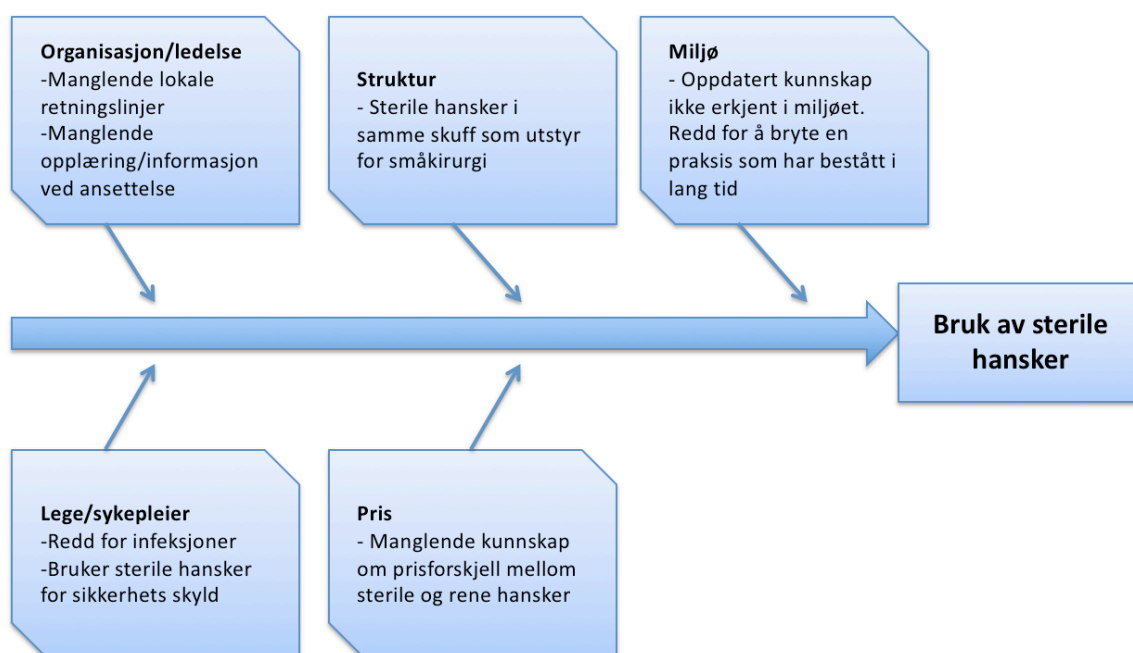 Organisasjon/ledelse
-Manglende lokale
retningslinjer
-Manglende
opplæring/informasjon
ved ansettelse
Struktur
- Sterile hansker i
samme skuff som utstyr
for småkirurgi
Miljø
- Oppdatert kunnskap
ikke erkjent i miljøet.
Redd for å bryte en
praksis som har bestått i
lang tid
Bruk av sterile
hansker
Lege/sykepleier
-Redd for infeksjoner
-Bruker sterile hansker
for sikkerhets skyld
Pris
- Manglende kunnskap
om prisforskjell mellom
sterile og rene hansker